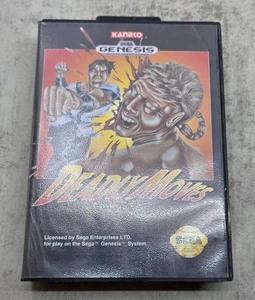 KANEKO
SEGA
GENESIS
DEADLY MOVES
Licensed by Sega Enterprises LTD.
for play on the Sega™ Genesis™ System.
SEGA